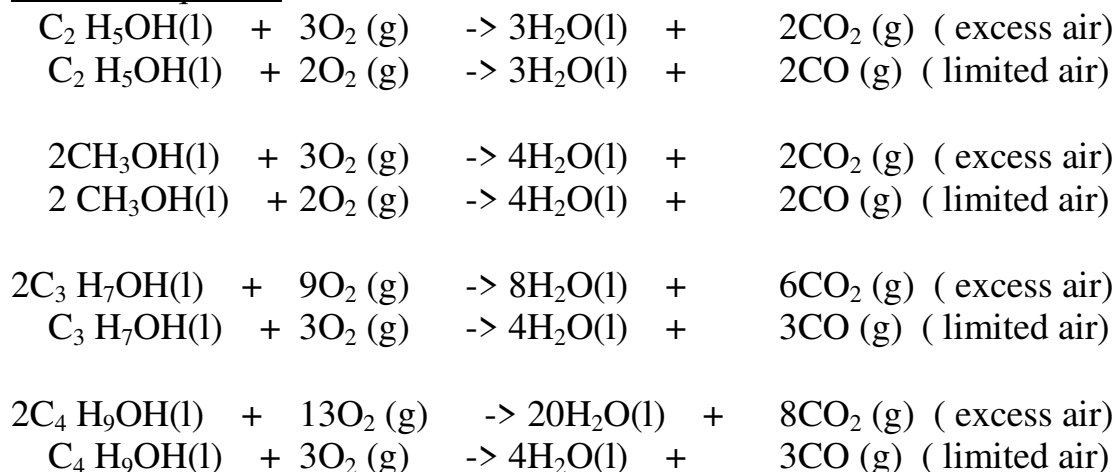 C₂ H₅OH(l) + 3O₂ (g) -> 3H₂O(l) + 2CO₂ (g) ( excess air)
C₂ H₅OH(l) + 2O₂ (g) -> 3H₂O(l) + 2CO (g) ( limited air)
2CH₃OH(l) + 3O₂ (g) -> 4H₂O(l) + 2CO₂ (g) ( excess air)
2 CH₃OH(l) + 2O₂ (g) -> 4H₂O(l) + 2CO (g) ( limited air)
2C₃ H₇OH(l) + 9O₂ (g) -> 8H₂O(l) + 6CO₂ (g) ( excess air)
C₃ H₇OH(l) + 3O₂ (g) -> 4H₂O(l) + 3CO (g) ( limited air)
2C₄ H₉OH(l) + 13O₂ (g) -> 20H₂O(l) + 8CO₂ (g) ( excess air)
C₄ H₉OH(l) + 3O₂ (g) -> 4H₂O(l) + 3CO (g) ( limited air)